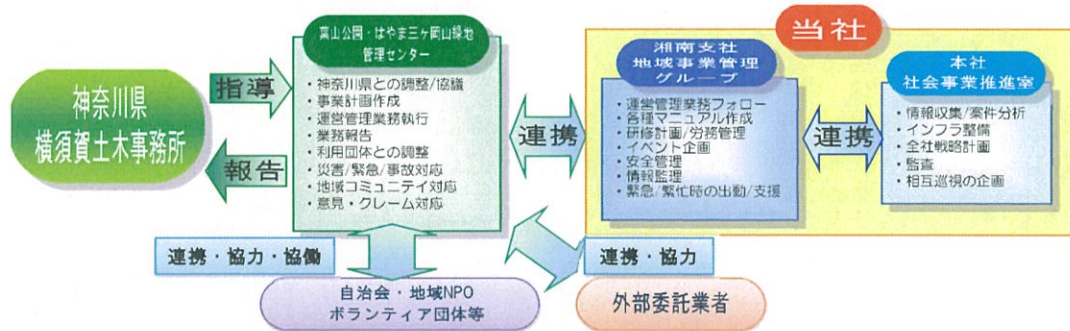 当社
神奈川県
横須賀土木事務所
指導
報告
葉山公園・はやま三ヶ岡山緑地
管理センター
・神奈川県との調整/協議
・事業計画作成
・運営管理業務執行
・業務報告
・利用団体との調整
・災害/緊急/事故対応
・地域コミュニテイ対応
・意見・クレーム対応
連携
湘南支社
地域事業管理
グループ
・運営管理業務フォロー
・各種マニュアル作成
・研修計画/労務管理
・イベント企画
・安全管理
・情報監理
・緊急/繁忙時の出動/支援
連携
本社
社会事業推進室
・情報収集/案件分析
・インフラ整備
・全社戦略計画
・監査
・相互巡視の企画
連携・協力・協働
自治会・地域NPO
ボランティア団体等
連携・協力
外部委託業者